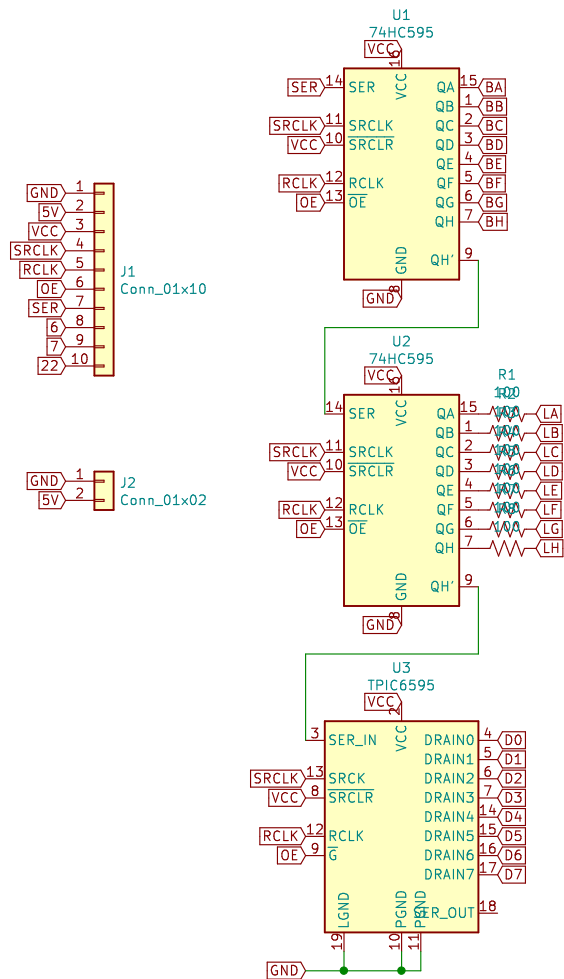 U1
74HC595
VCC
16
VCC
SER 14 SER QA 15 BA
QB 1 BB
SRCLK 11 SRCLK QC 2 BC
VCC 10 SRCLR QD 3 BD
QE 4 BE
RCLK 12 RCLK QF 5 BF
OE 13 OE QG 6 BG
QH 7 BH
QH' 9
GND
8
GND
GND 1
5V 2
VCC 3
SRCLK 4
RCLK 5
OE 6
SER 7
6 8
7 9
22 10
J1
Conn_01x10
U2
74HC595
VCC
16
VCC
R1
100
14 SER QA 15 LA
QB 1 LB
SRCLK 11 SRCLK QC 2 LC
VCC 10 SRCLR QD 3 LD
QE 4 LE
RCLK 12 RCLK QF 5 LF
OE 13 OE QG 6 LG
100
QH 7 LH
QH' 9
GND
8
GND
GND 1
5V 2
J2
Conn_01x02
U3
TPIC6595
VCC
2
VCC
3 SER_IN DRAIN0 4 D0
DRAIN1 5 D1
SRCLK 13 SRCK DRAIN2 6 D2
VCC 8 SRCLR DRAIN3 7 D3
DRAIN4 14 D4
RCLK 12 RCLK DRAIN5 15 D5
OE 9 G DRAIN6 16 D6
DRAIN7 17 D7
SER_OUT 18
LGND PGND PGND
19 10 11
GND